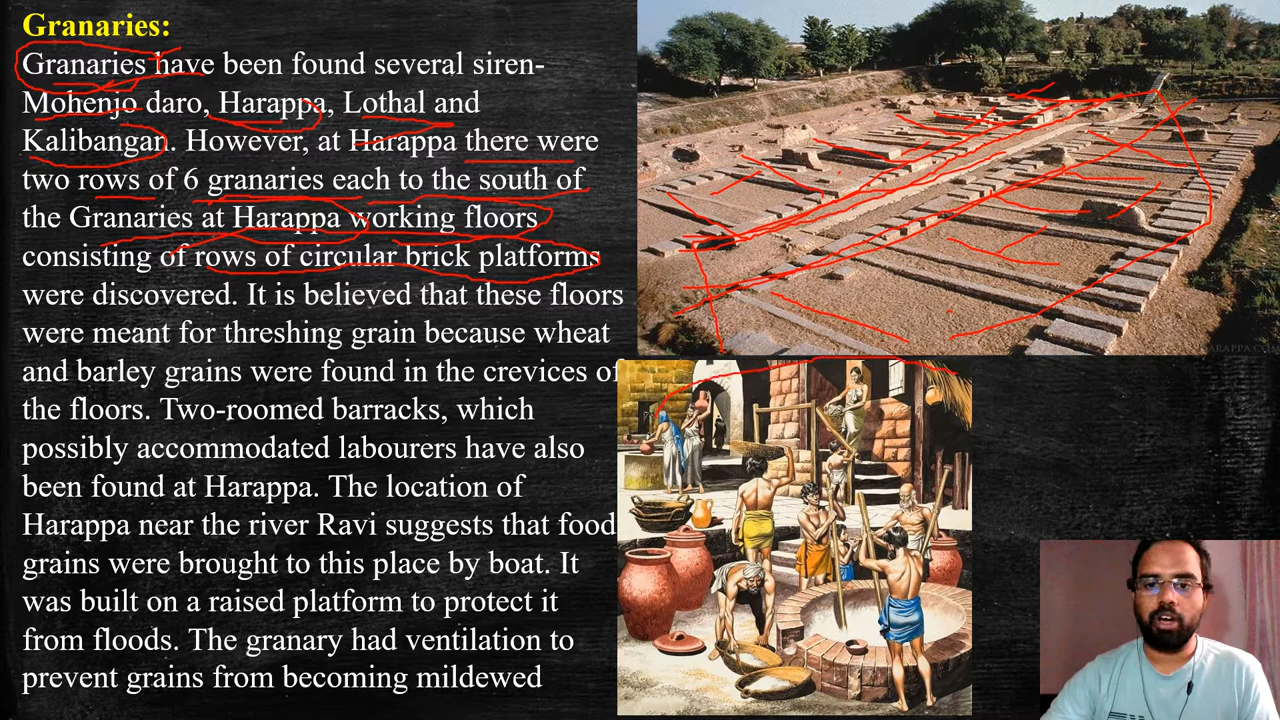 Granaries:
Granaries have been found several siren-
Mohenjo daro, Harappa, Lothal and
Kalibangan. However, at Harappa there were
two rows of 6 granaries each to the south of
the Granaries at Harappa working floors
consisting of rows of circular brick platforms
were discovered. It is believed that these floors
were meant for threshing grain because wheat
and barley grains were found in the crevices of
the floors. Two-roomed barracks, which
possibly accommodated labourers have also
been found at Harappa. The location of
Harappa near the river Ravi suggests that food
grains were brought to this place by boat. It
was built on a raised platform to protect it
from floods. The granary had ventilation to
prevent grains from becoming mildewed